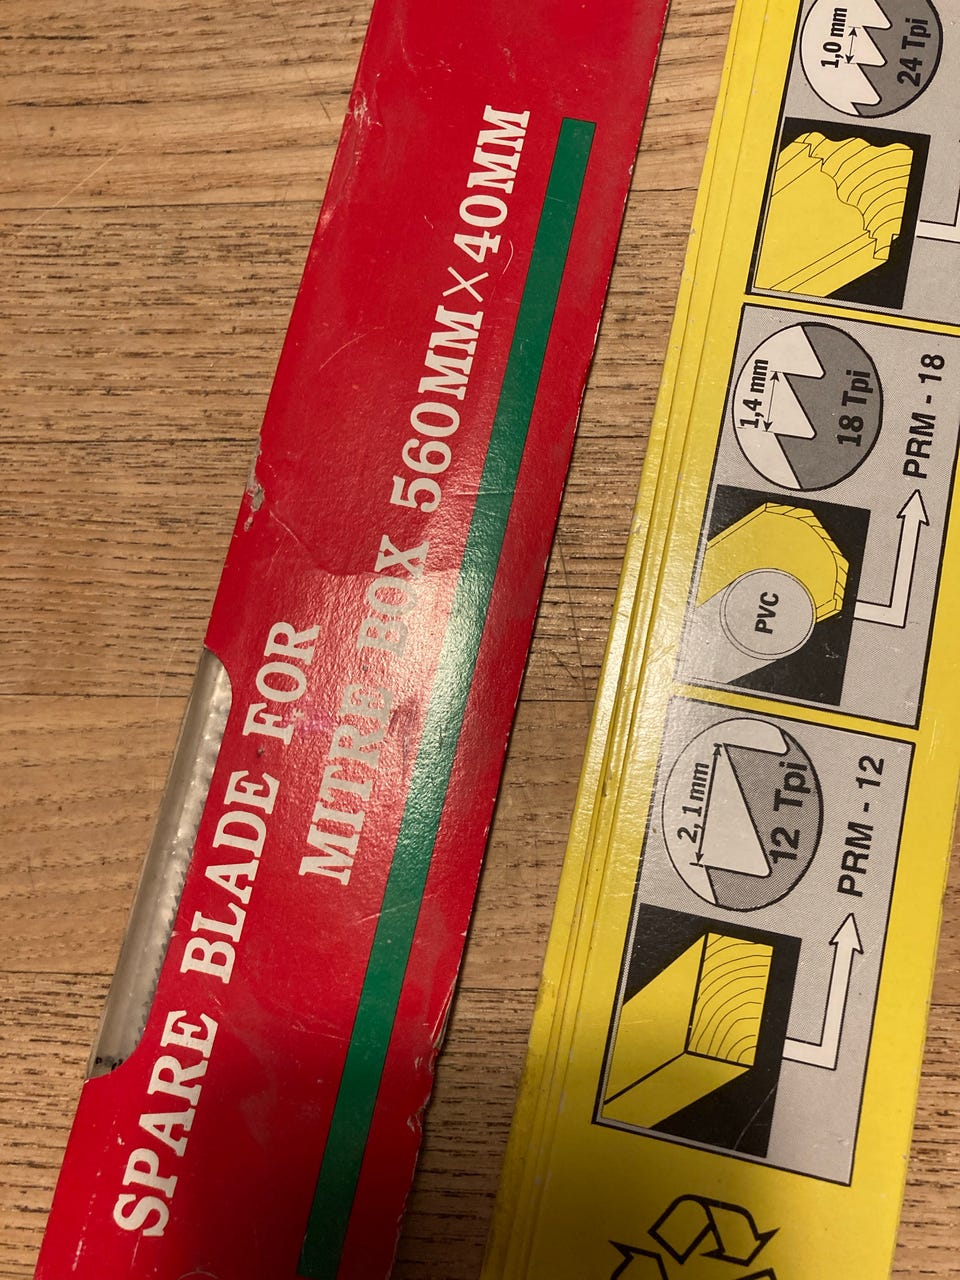 SPARE BLADE FOR
MITRE BOX 560MM×40MM
1,0 mm
24 Tpi
1,4 mm
18 Tpi
PRM - 18
PVC
2,1 mm
12 Tpi
PRM - 12